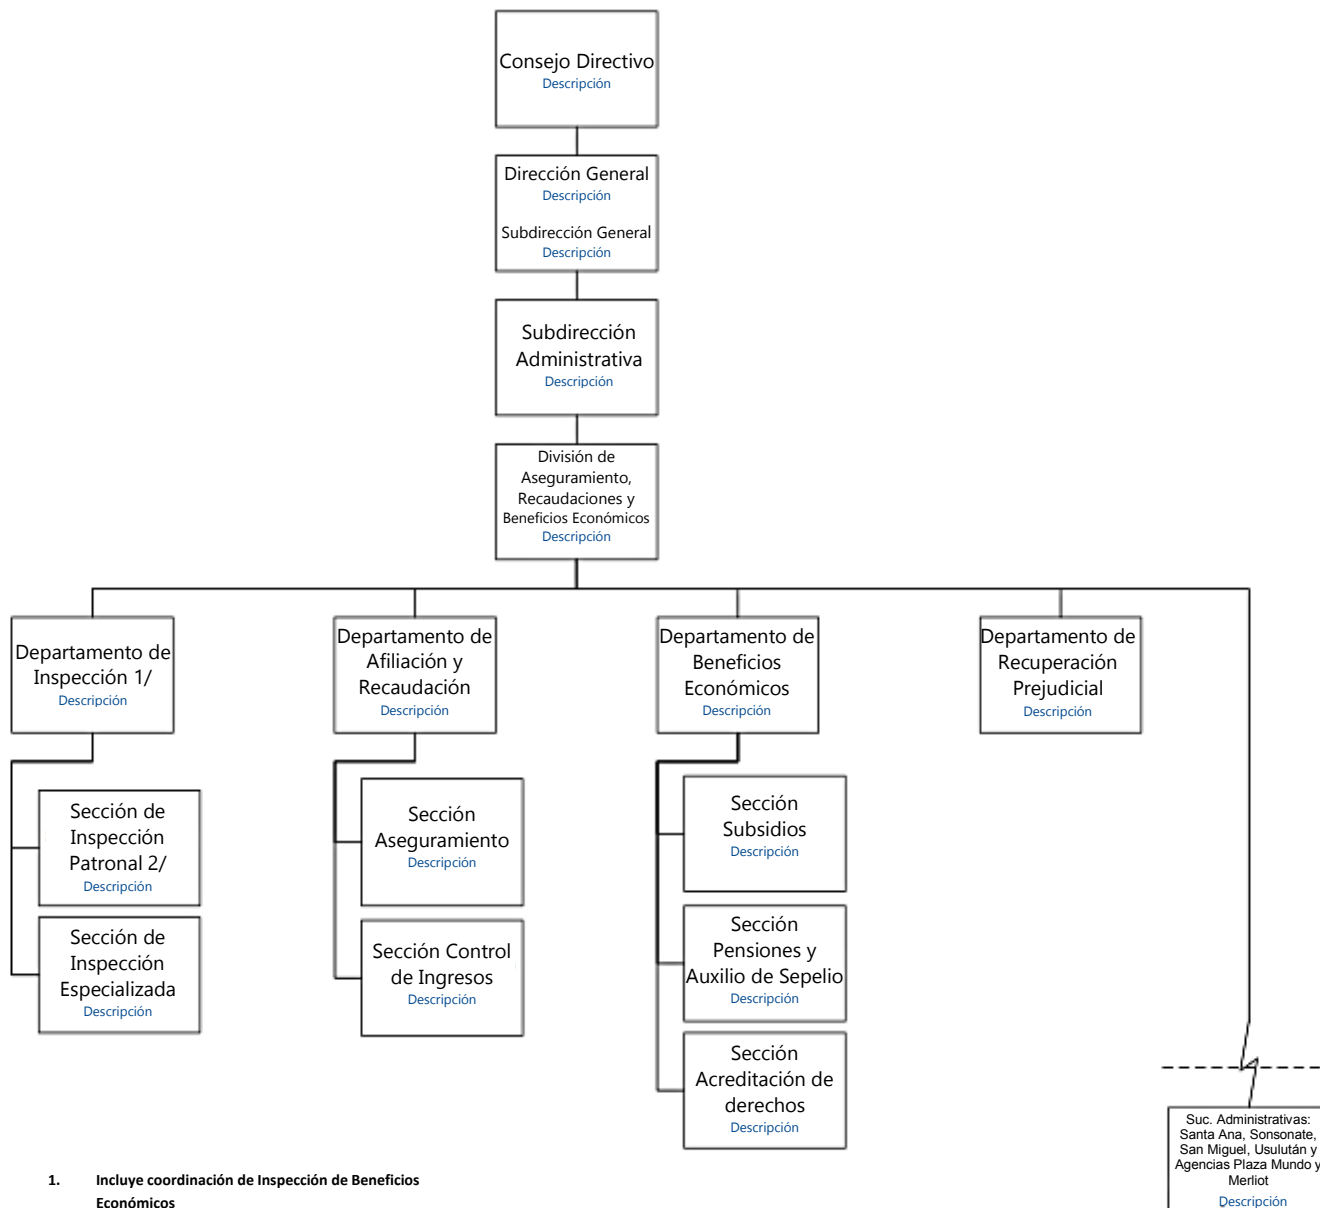 Consejo Directivo
Descripción
Dirección General
Descripción
Subdirección General
Descripción
Subdirección
Administrativa
Descripción
División de
Aseguramiento,
Recaudaciones y
Beneficios Económicos
Descripción
Departamento de
Inspección 1/
Descripción
Departamento de
Afiliación y
Recaudación
Descripción
Departamento de
Beneficios
Económicos
Descripción
Departamento de
Recuperación
Prejudicial
Descripción
Sección de
Inspección
Patronal 2/
Descripción
Sección de
Inspección
Especializada
Descripción
Sección
Aseguramiento
Descripción
Sección Control
de Ingresos
Descripción
Sección
Subsidios
Descripción
Sección
Pensiones y
Auxilio de Sepelio
Descripción
Sección
Acreditación de
derechos
Descripción
Suc. Administrativas:
Santa Ana, Sonsonate,
San Miguel, Usulután y
Agencias Plaza Mundo y
Merliot
Descripción
1. Incluye coordinación de Inspección de Beneficios
Económicos